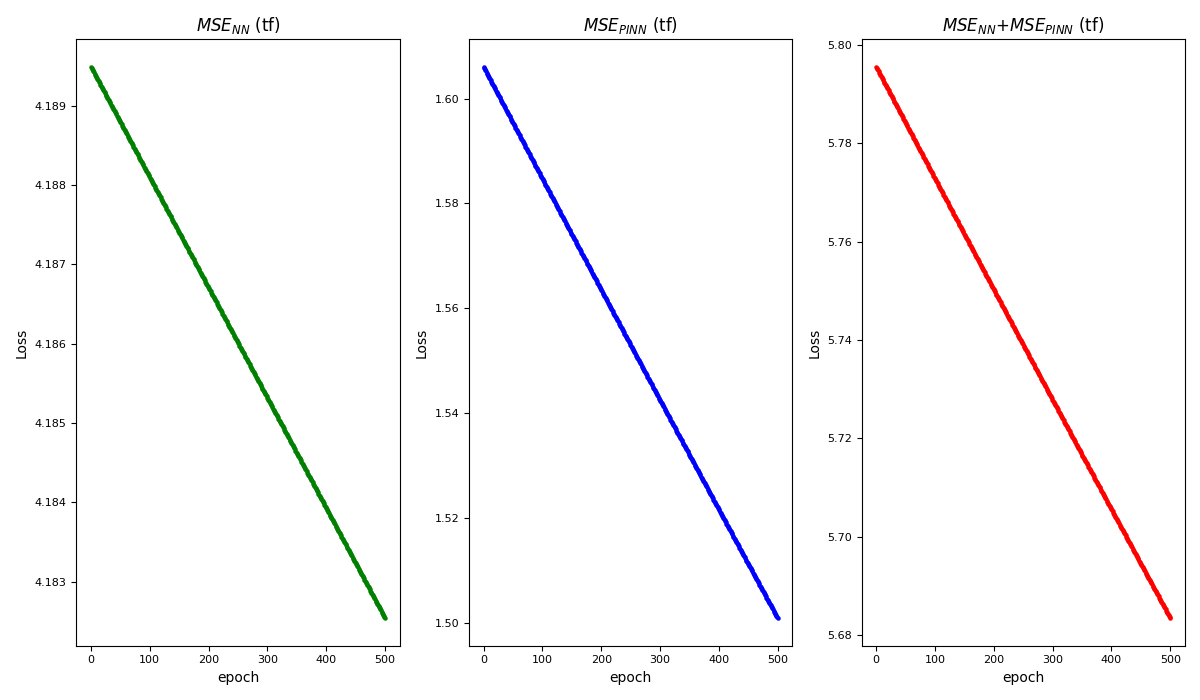 MSE_NN (tf)
Loss
4.189
4.188
4.187
4.186
4.185
4.184
4.183
0 100 200 300 400 500
epoch
MSE_PINN (tf)
Loss
1.60
1.58
1.56
1.54
1.52
1.50
0 100 200 300 400 500
epoch
MSE_NN+MSE_PINN (tf)
Loss
5.80
5.78
5.76
5.74
5.72
5.70
5.68
0 100 200 300 400 500
epoch